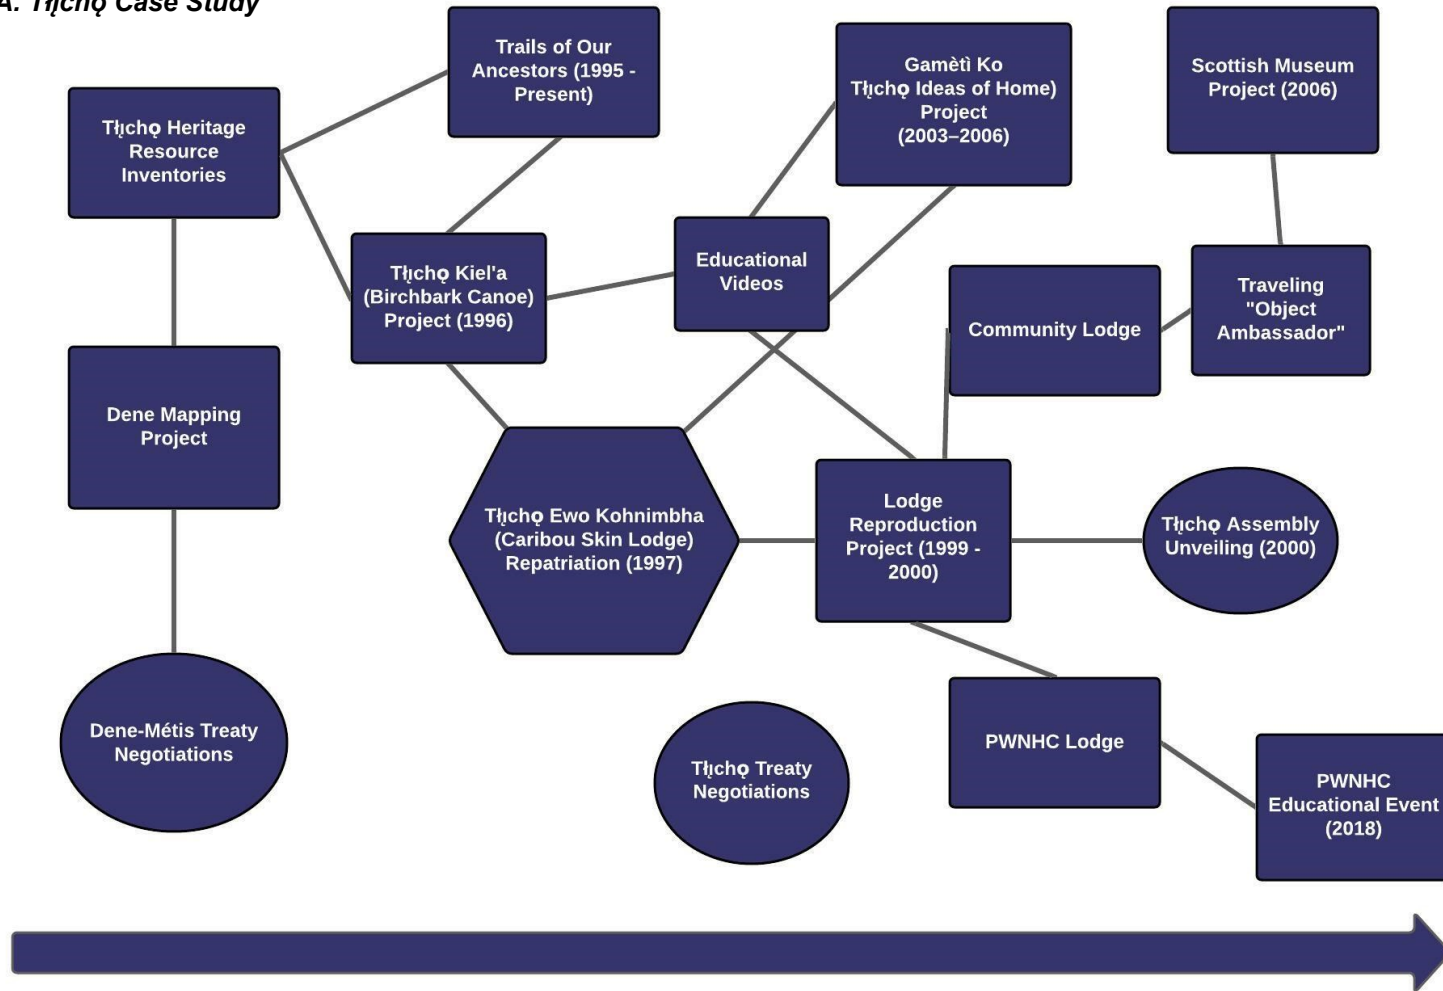 A. Tłı̨chǫ Case Study
Trails of Our
Ancestors (1995 -
Present)
Gamètì Ko
Tłı̨chǫ Ideas of Home)
Project
(2003–2006)
Scottish Museum
Project (2006)
Tłı̨chǫ Heritage
Resource
Inventories
Tłı̨chǫ Kiel'a
(Birchbark Canoe)
Project (1996)
Educational
Videos
Community Lodge
Traveling
"Object
Ambassador"
Dene Mapping
Project
Tłı̨chǫ Ewo Kohnimbha
(Caribou Skin Lodge)
Repatriation (1997)
Lodge
Reproduction
Project (1999 -
2000)
Tłı̨chǫ Assembly
Unveiling (2000)
Dene-Métis Treaty
Negotiations
Tłı̨chǫ Treaty
Negotiations
PWNHC Lodge
PWNHC
Educational Event
(2018)